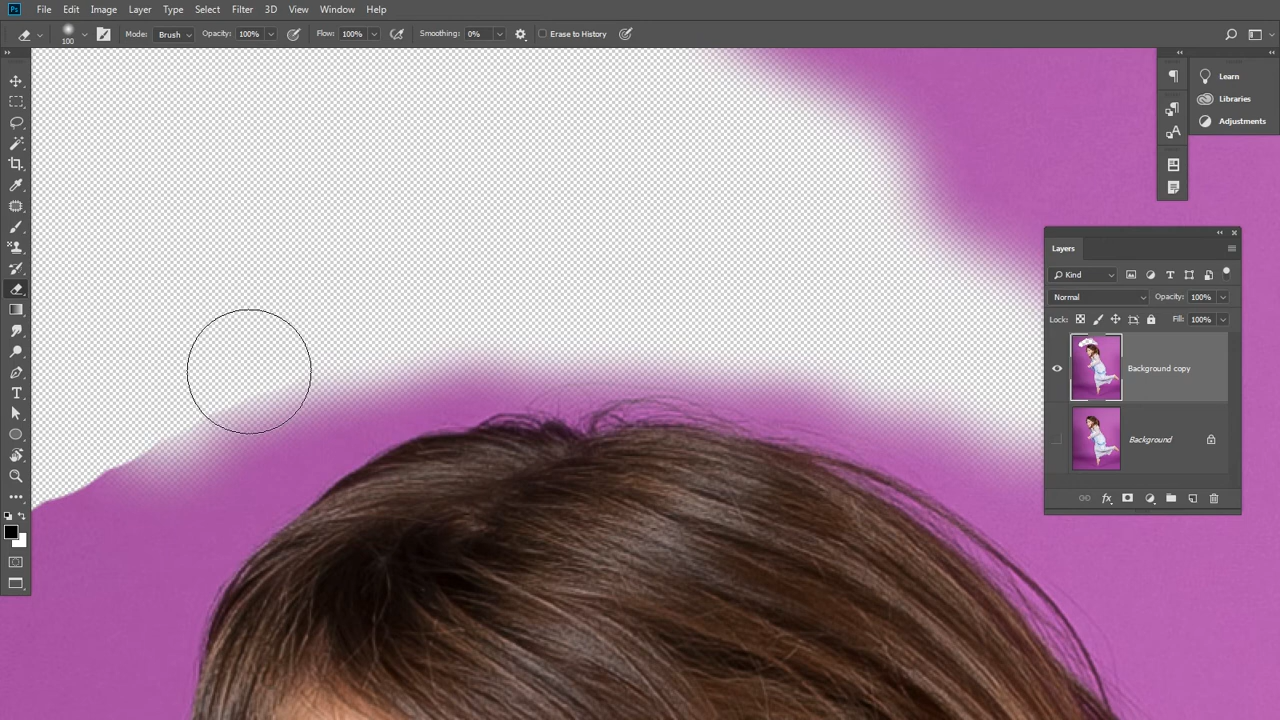 Ps File Edit Image Layer Type Select Filter 3D View Window Help
100 Mode: Brush Opacity: 100% Flow: 100% Smoothing: 0% Erase to History
Learn
Libraries
Adjustments
Layers
Kind
Normal Opacity: 100%
Lock: Fill: 100%
Background copy
Background